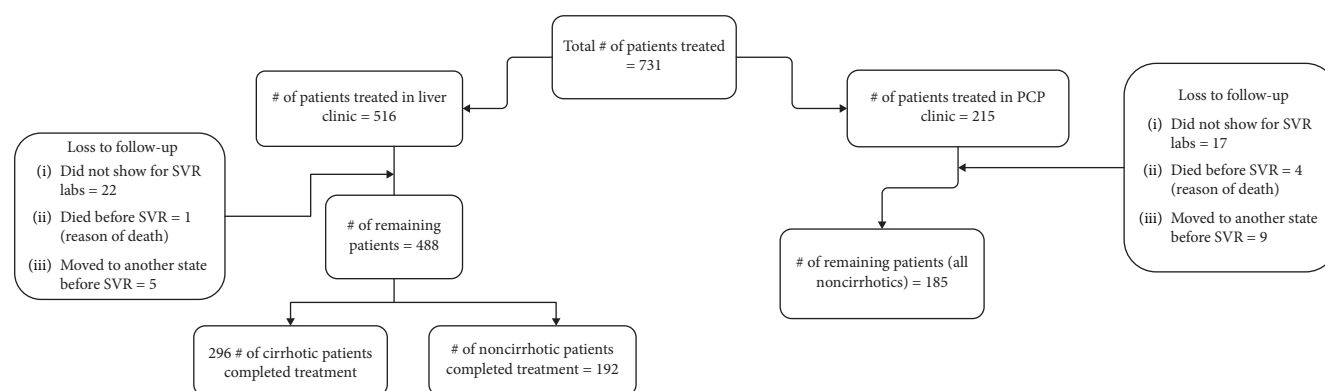 Total # of patients treated
= 731
# of patients treated in liver
clinic = 516
# of patients treated in PCP
clinic = 215
Loss to follow-up
(i) Did not show for SVR
labs = 22
(ii) Died before SVR = 1
(reason of death)
(iii) Moved to another state
before SVR = 5
Loss to follow-up
(i) Did not show for SVR
labs = 17
(ii) Died before SVR = 4
(reason of death)
(iii) Moved to another state
before SVR = 9
# of remaining
patients = 488
# of remaining patients (all
noncirrhotics) = 185
296 # of cirrhotic patients
completed treatment
# of noncirrhotic patients
completed treatment = 192